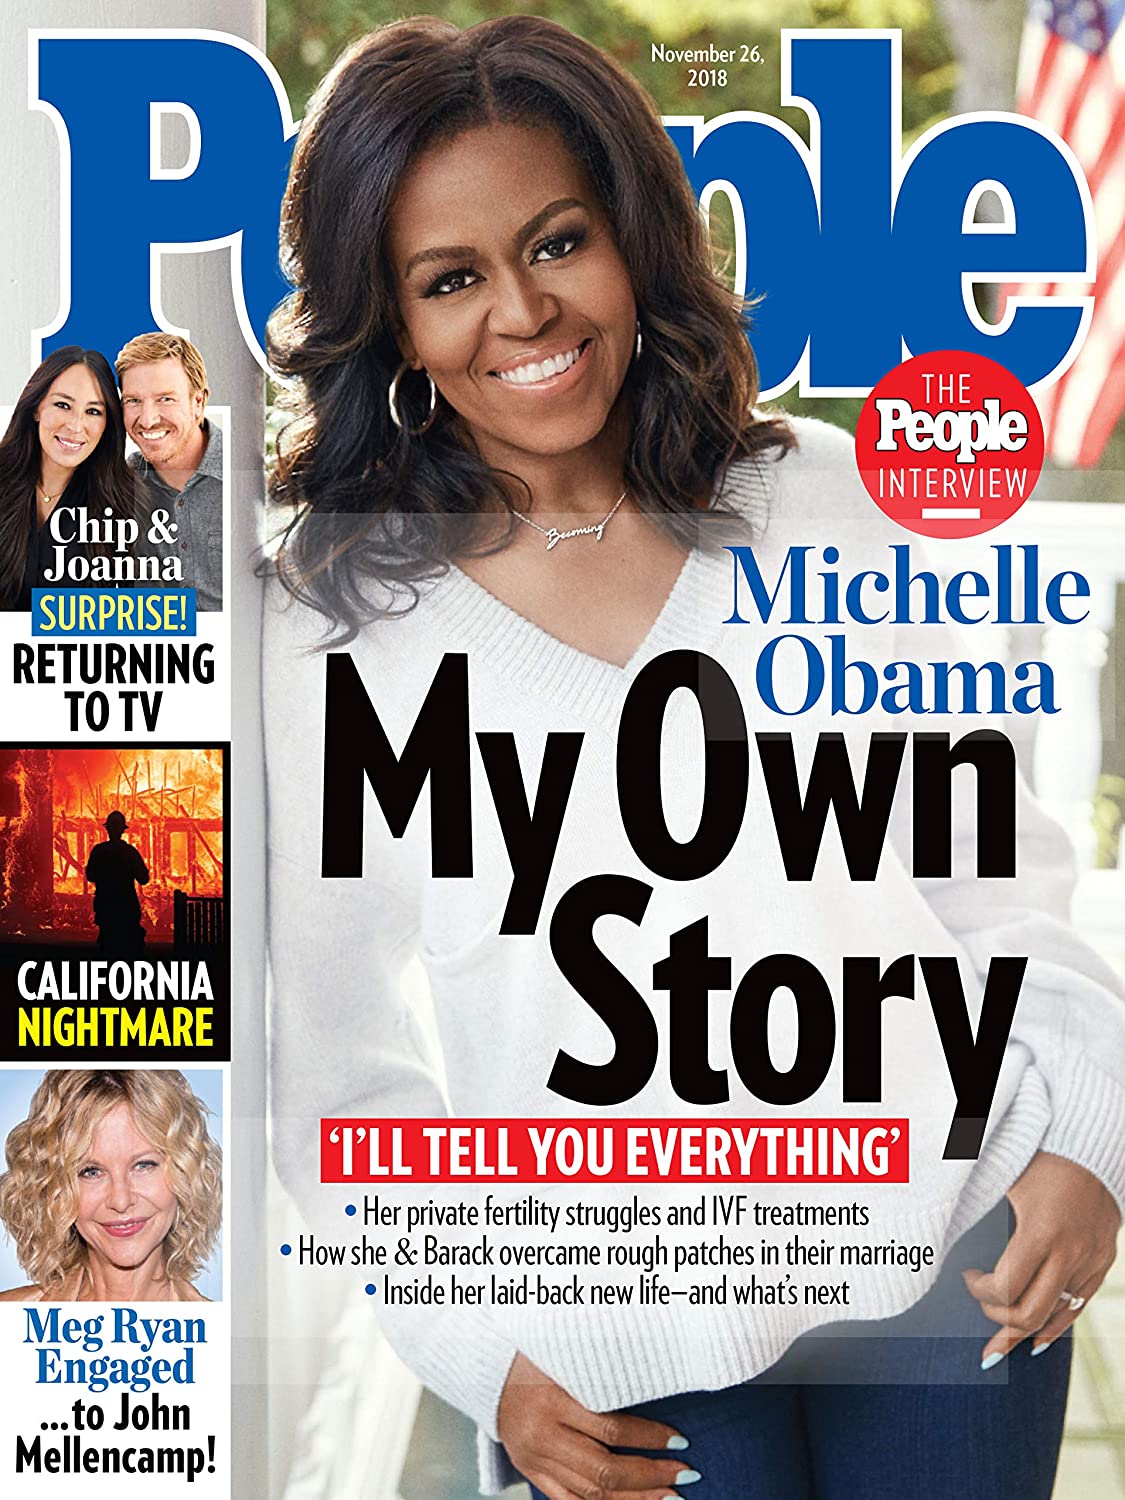 People
November 26,
2018
THE
People
INTERVIEW
Chip &
Joanna
SURPRISE!
RETURNING
TO TV
CALIFORNIA
NIGHTMARE
Meg Ryan
Engaged
...to John
Mellencamp!
Becoming
Michelle
Obama
My Own
Story
‘I’LL TELL YOU EVERYTHING’
• Her private fertility struggles and IVF treatments
• How she & Barack overcame rough patches in their marriage
• Inside her laid-back new life–and what’s next